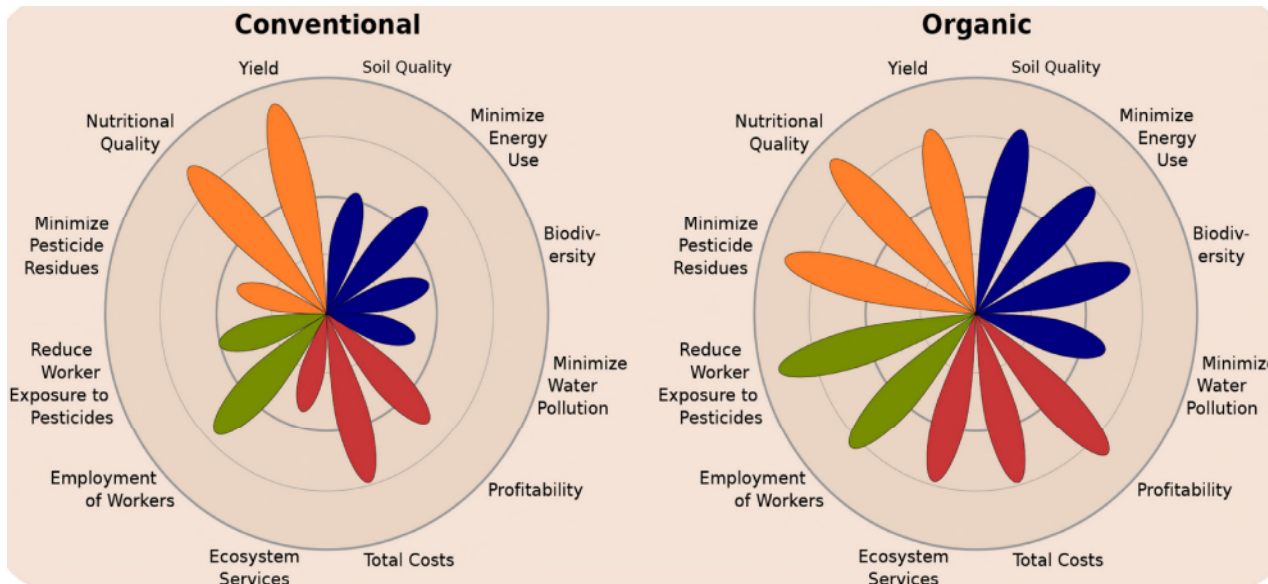 Conventional
Yield
Soil Quality
Nutritional
Quality
Minimize
Energy
Use
Minimize
Pesticide
Residues
Biodiv-
ersity
Reduce
Worker
Exposure to
Pesticides
Minimize
Water
Pollution
Employment
of Workers
Profitability
Ecosystem
Services
Total Costs
Organic
Yield
Soil Quality
Nutritional
Quality
Minimize
Energy
Use
Minimize
Pesticide
Residues
Biodiv-
ersity
Reduce
Worker
Exposure to
Pesticides
Minimize
Water
Pollution
Employment
of Workers
Profitability
Ecosystem
Services
Total Costs